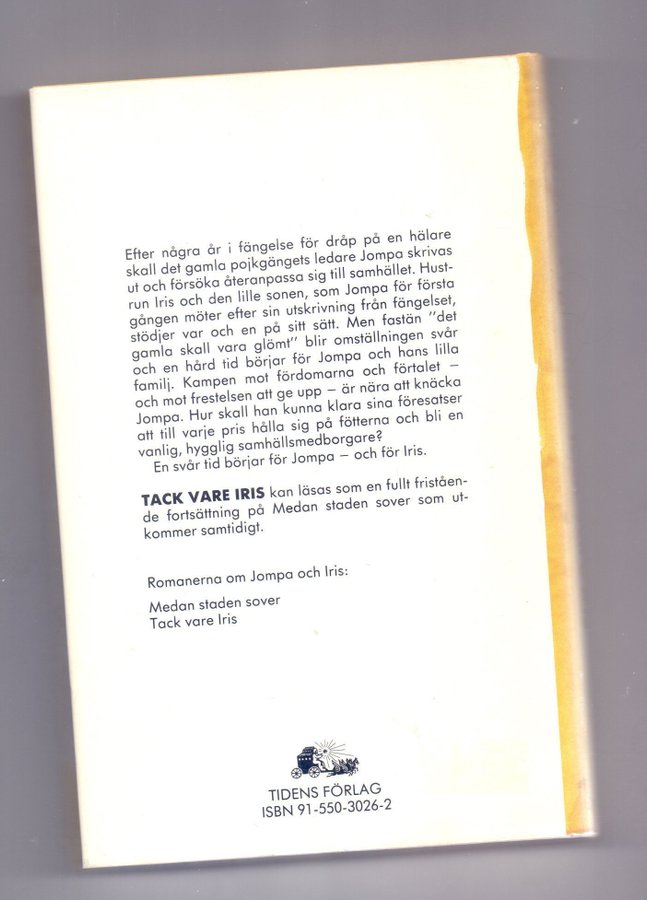 Efter några år i fängelse för dråp på en hälare
skall det gamla pojkgängets ledare Jompa skrivas
ut och försöka återanpassa sig till samhället. Hust-
run Iris och den lille sonen, som Jompa för första
gången möter efter sin utskrivning från fängelset,
stödjer var och en på sitt sätt. Men fastän "det
gamla skall vara glömt" blir omställningen svår
och en hård tid börjar för Jompa och hans lilla
familj. Kampen mot fördomarna och förtalet –
och mot frestelsen att ge upp – är nära att knäcka
Jompa. Hur skall han kunna klara sina föresatser
att till varje pris hålla sig på fötterna och bli en
vanlig, hygglig samhällsmedborgare?
En svår tid börjar för Jompa – och för Iris.
TACK VARE IRIS kan läsas som en fullt friståen-
de fortsättning på Medan staden sover som ut-
kommer samtidigt.
Romanerna om Jompa och Iris:
Medan staden sover
Tack vare Iris
TIDENS FÖRLAG
ISBN 91-550-3026-2